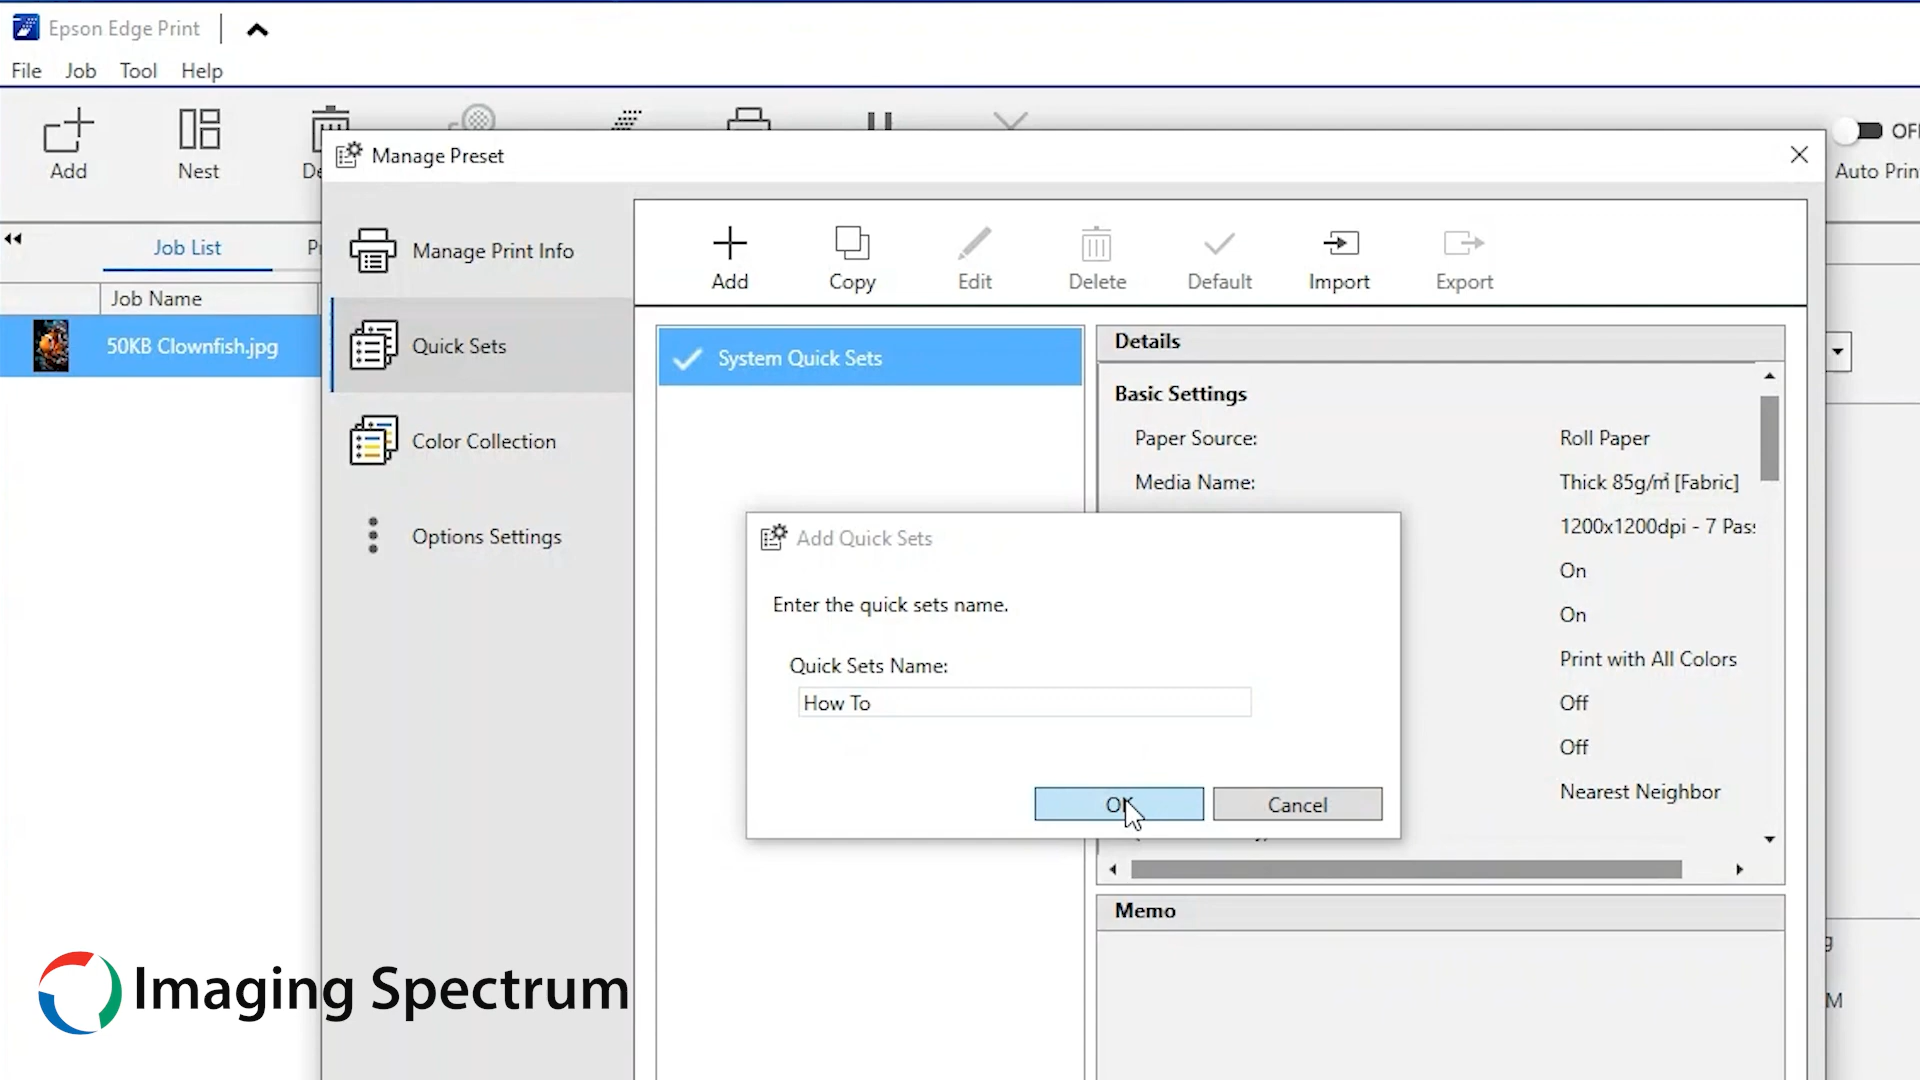 Epson Edge Print
File Job Tool Help
Add
Nest
OFF
Auto Prin
Manage Preset
Job List
Job Name
50KB Clownfish.jpg
Manage Print Info
Quick Sets
Color Collection
Options Settings
Add
Copy
Edit
Delete
Default
Import
Export
System Quick Sets
Details
Basic Settings
Paper Source: Roll Paper
Media Name: Thick 85g/㎡ [Fabric]
1200x1200dpi - 7 Pas
On
On
Print with All Colors
Off
Off
Nearest Neighbor
Add Quick Sets
Enter the quick sets name.
Quick Sets Name:
How To
OK
Cancel
Memo
Imaging Spectrum